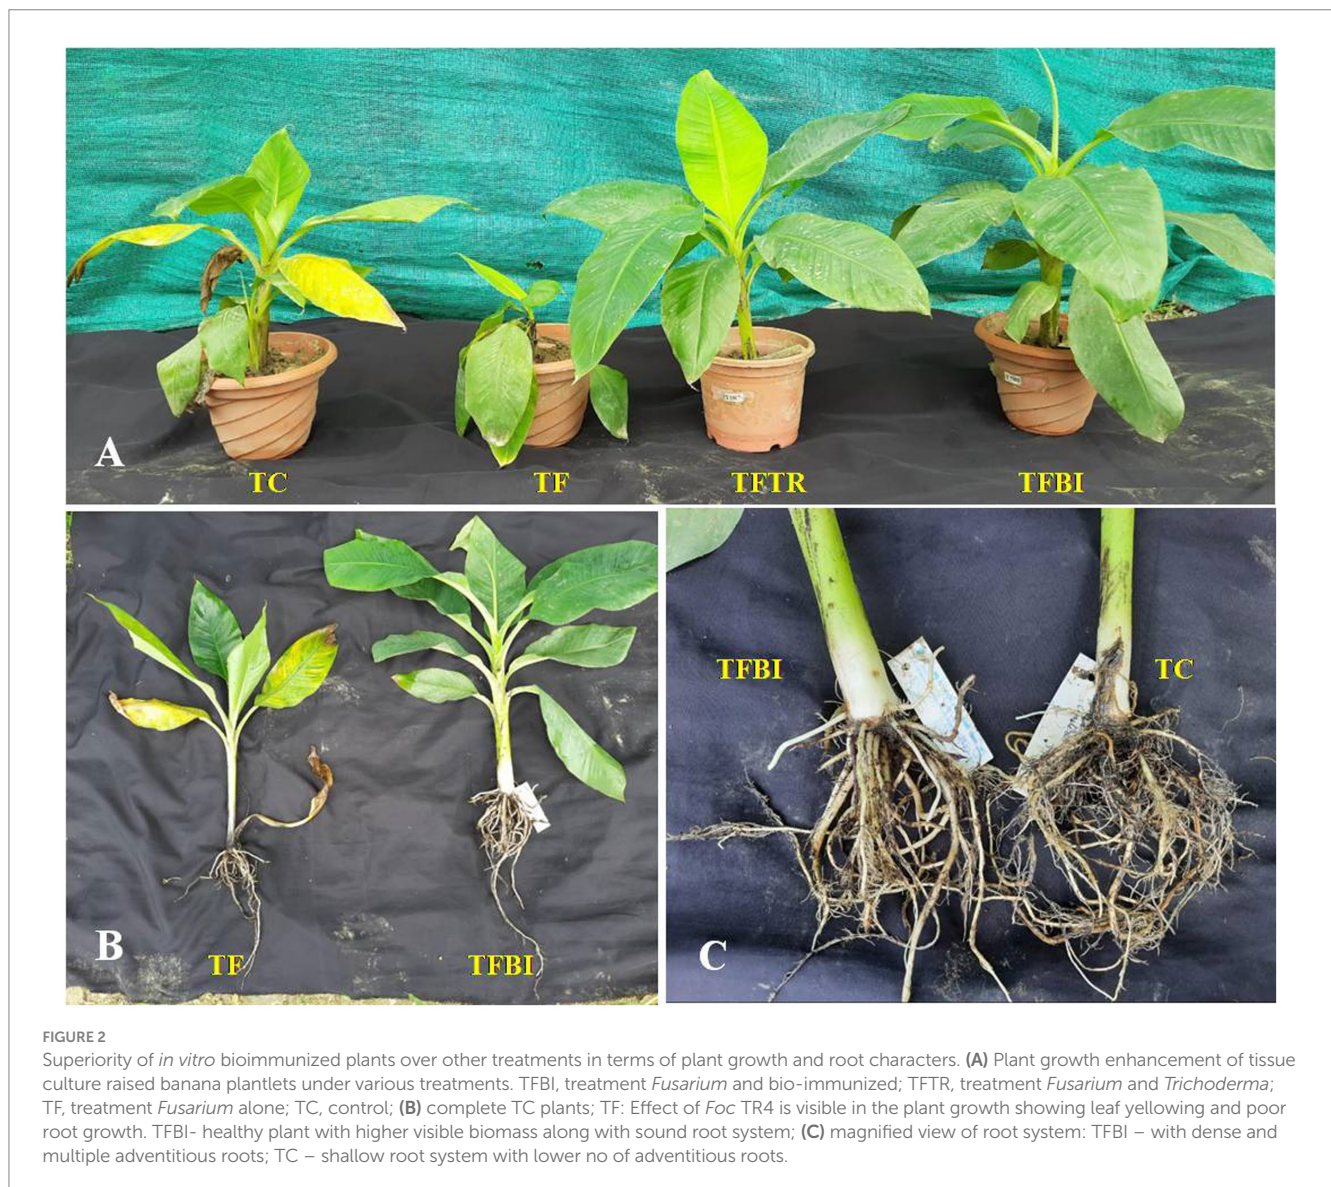 A
TC
TF
TFTR
TFBI
B
TF
TFBI
C
TFBI
TC
FIGURE 2
Superiority of in vitro bioimmunized plants over other treatments in terms of plant growth and root characters. (A) Plant growth enhancement of tissue
culture raised banana plantlets under various treatments. TFBI, treatment Fusarium and bio-immunized; TFTR, treatment Fusarium and Trichoderma;
TF, treatment Fusarium alone; TC, control; (B) complete TC plants; TF: Effect of Foc TR4 is visible in the plant growth showing leaf yellowing and poor
root growth. TFBI- healthy plant with higher visible biomass along with sound root system; (C) magnified view of root system: TFBI – with dense and
multiple adventitious roots; TC – shallow root system with lower no of adventitious roots.